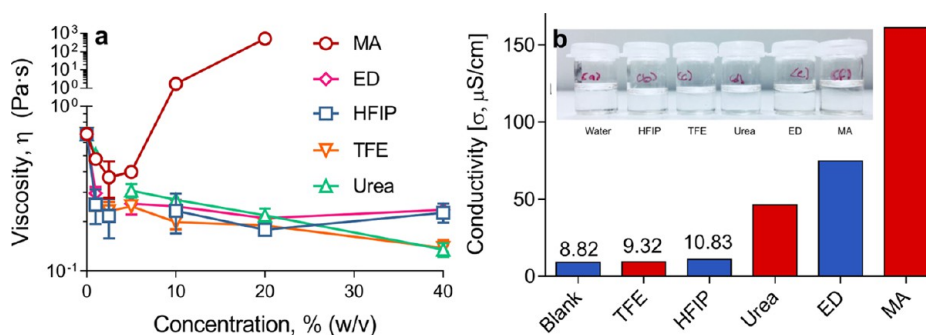 a
Viscosity, η (Pa·s)
10³
10²
10¹
10⁰
10⁰
10⁻¹
MA
ED
HFIP
TFE
Urea
0
10
20
30
40
Concentration, % (w/v)
b
Conductivity [σ, µS/cm]
150
100
50
0
(a) (b) (c) (d) (e) (f)
Water HFIP TFE Urea ED MA
8.82
9.32
10.83
Blank TFE HFIP Urea ED MA